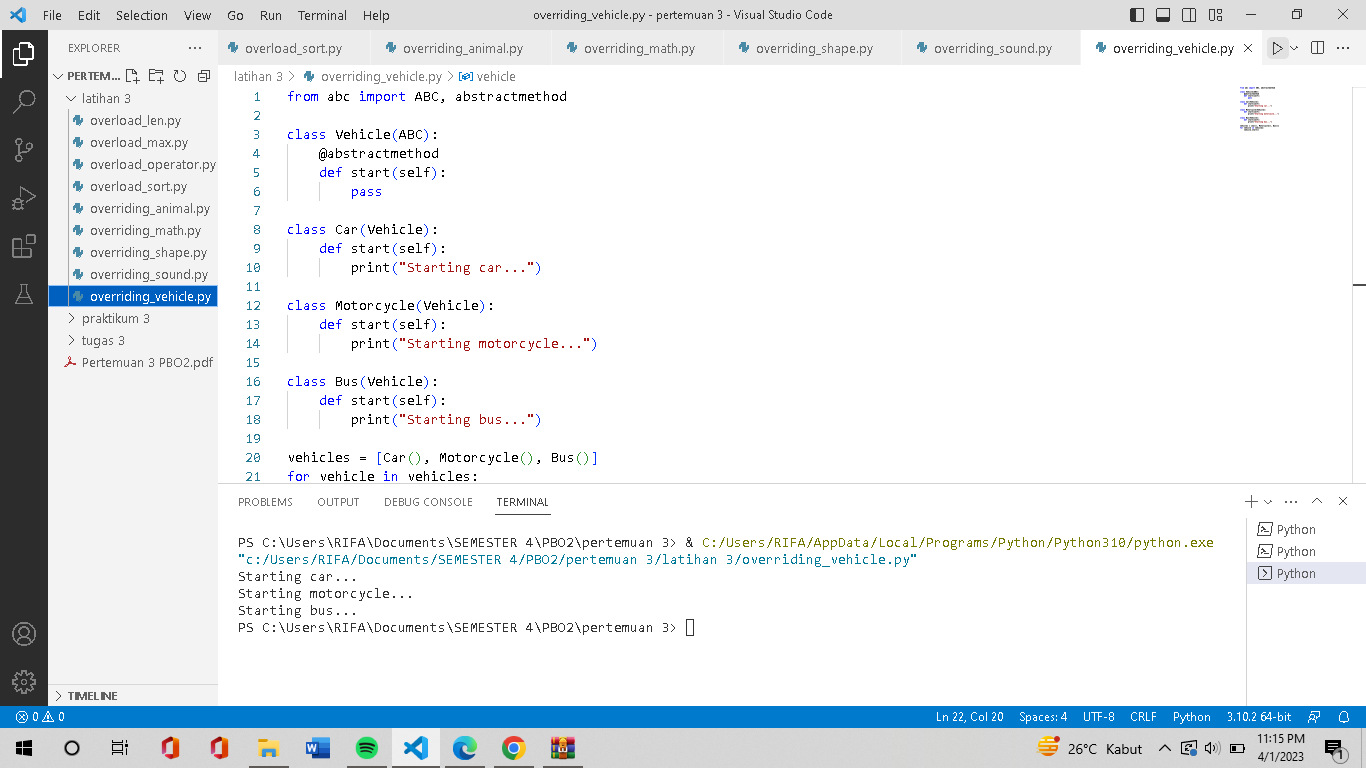 File Edit Selection View Go Run Terminal Help overriding_vehicle.py - pertemuan 3 - Visual Studio Code
EXPLORER
PERTEM...
latihan 3
overload_len.py
overload_max.py
overload_operator.py
overload_sort.py
overriding_animal.py
overriding_math.py
overriding_shape.py
overriding_sound.py
overriding_vehicle.py
praktikum 3
tugas 3
Pertemuan 3 PBO2.pdf
TIMELINE
overload_sort.py overriding_animal.py overriding_math.py overriding_shape.py overriding_sound.py overriding_vehicle.py
latihan 3 > overriding_vehicle.py > vehicle
1 from abc import ABC, abstractmethod
2
3 class Vehicle(ABC):
4 @abstractmethod
5 def start(self):
6 pass
7
8 class Car(Vehicle):
9 def start(self):
10 print("Starting car...")
11
12 class Motorcycle(Vehicle):
13 def start(self):
14 print("Starting motorcycle...")
15
16 class Bus(Vehicle):
17 def start(self):
18 print("Starting bus...")
19
20 vehicles = [Car(), Motorcycle(), Bus()]
21 for vehicle in vehicles:
PROBLEMS OUTPUT DEBUG CONSOLE TERMINAL
PS C:\Users\RIFA\Documents\SEMESTER 4\PBO2\pertemuan 3> & C:/Users/RIFA/AppData/Local/Programs/Python/Python310/python.exe
"c:/Users/RIFA/Documents/SEMESTER 4/PBO2/pertemuan 3/latihan 3/overriding_vehicle.py"
Starting car...
Starting motorcycle...
Starting bus...
PS C:\Users\RIFA\Documents\SEMESTER 4\PBO2\pertemuan 3>
Python
Python
Python
0 0 Ln 22, Col 20 Spaces: 4 UTF-8 CRLF Python 3.10.2 64-bit
26°C Kabut 11:15 PM
4/1/2023
1